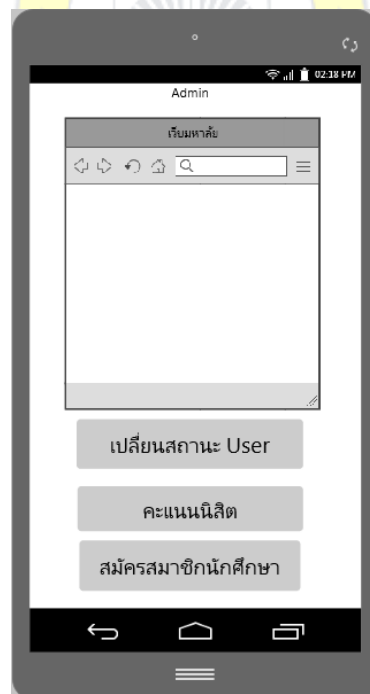 02:18 PM
Admin
เรียมหาลัย
เปลี่ยนสถานะ User
คะแนนนิสิต
สมัครสมาชิกนักศึกษา